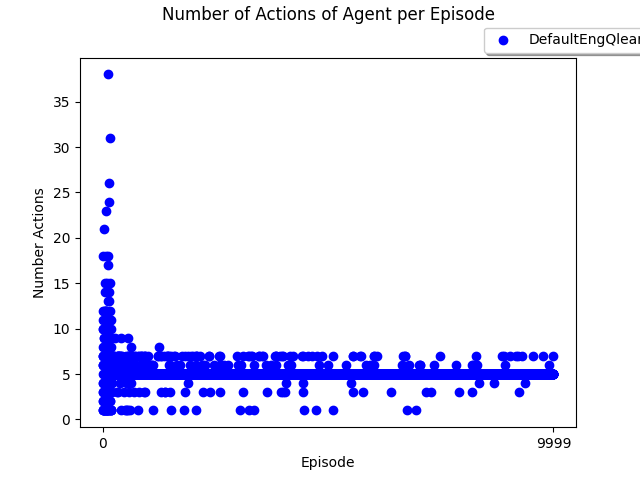 Number of Actions of Agent per Episode
DefaultEngQlear
35
30
25
20
15
10
5
0
Number Actions
0 9999
Episode